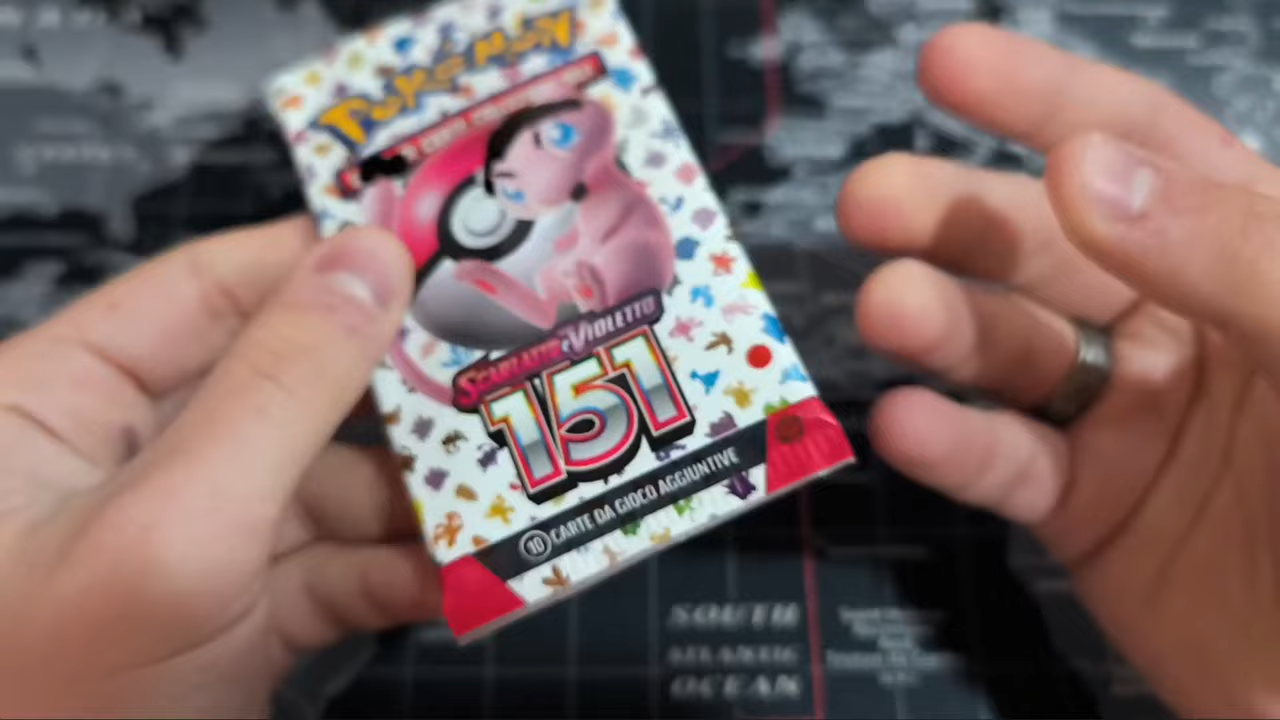 Pokémon
SCARLATTO e VIOLETTO
151
10 CARTE DA GIOCO AGGIUNTIVE
SOUTH
ATLANTIC
OCEAN